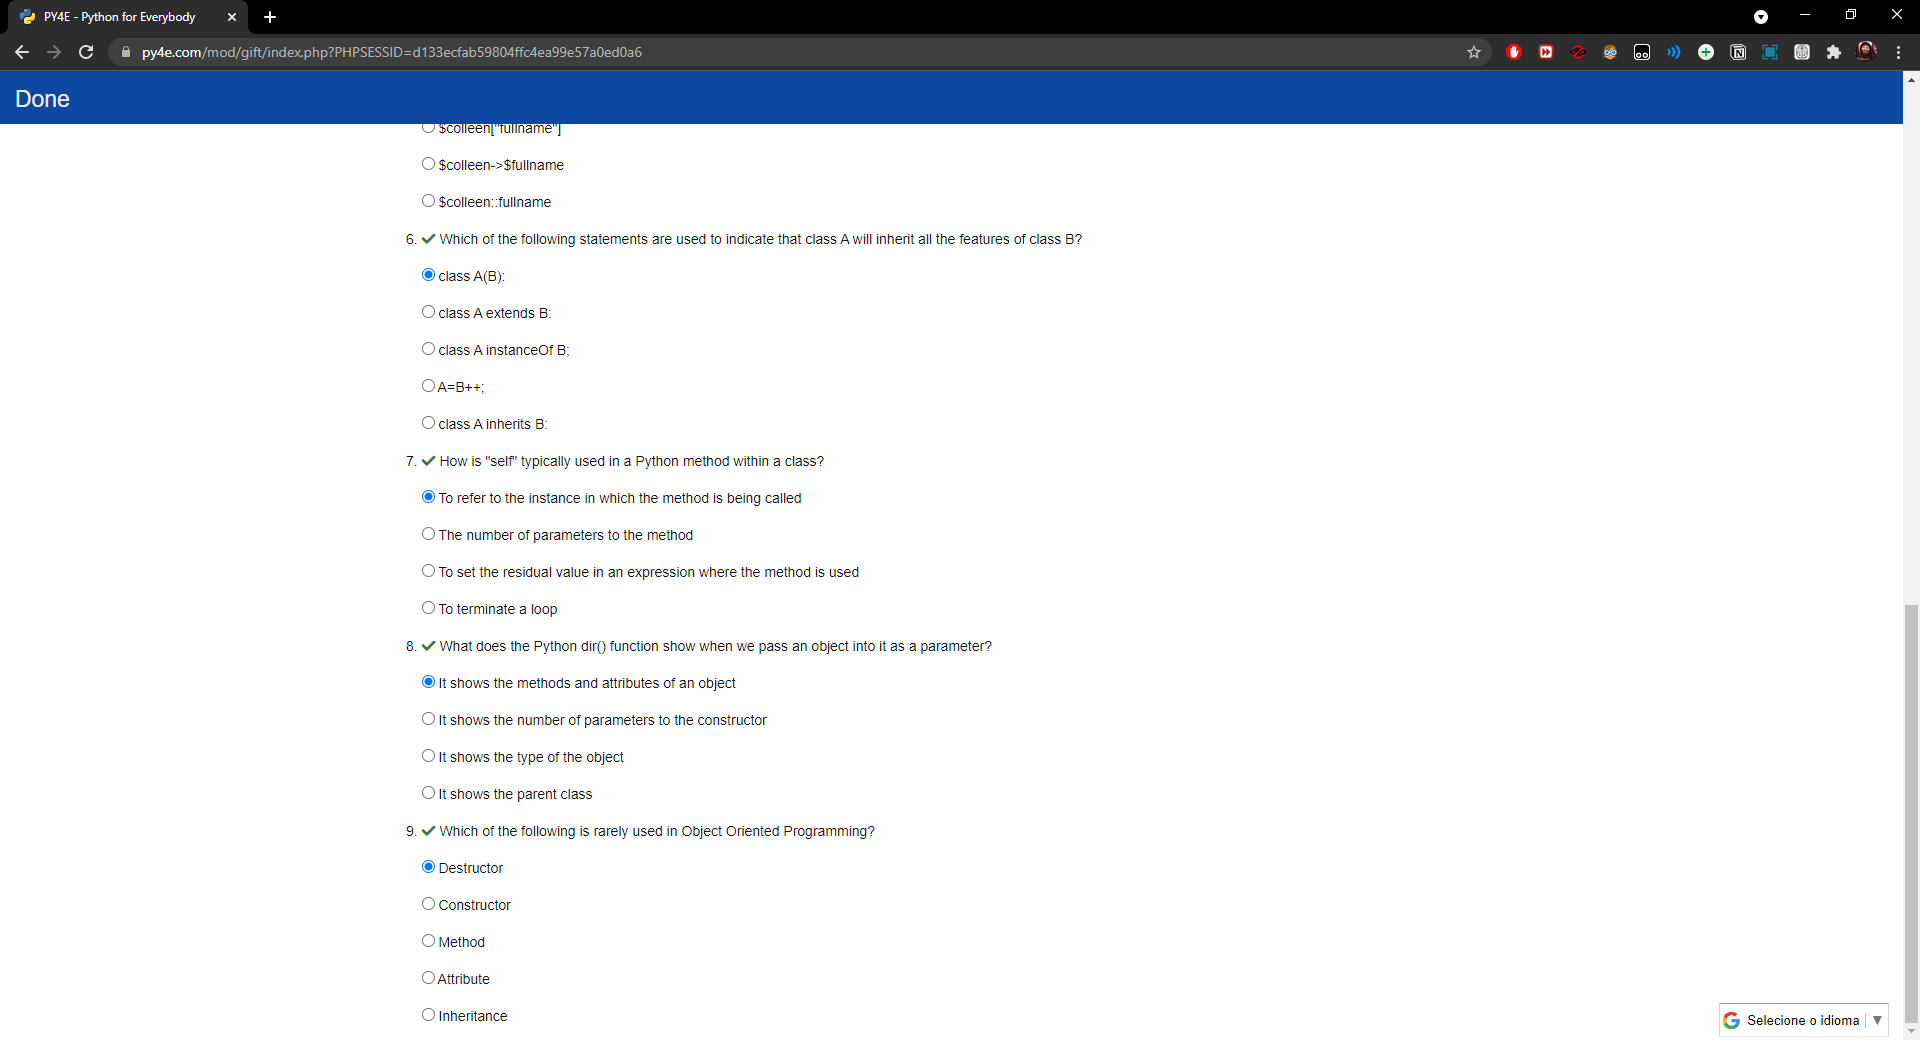 PY4E - Python for Everybody
py4e.com/mod/gift/index.php?PHPSESSID=d133ecfab59804ffc4ea99e57a0ed0a6
Done
$colleen["fullname"]
$colleen->$fullname
$colleen::fullname
6. Which of the following statements are used to indicate that class A will inherit all the features of class B?
class A(B):
class A extends B:
class A instanceOf B;
A=B++;
class A inherits B:
7. How is "self" typically used in a Python method within a class?
To refer to the instance in which the method is being called
The number of parameters to the method
To set the residual value in an expression where the method is used
To terminate a loop
8. What does the Python dir() function show when we pass an object into it as a parameter?
It shows the methods and attributes of an object
It shows the number of parameters to the constructor
It shows the type of the object
It shows the parent class
9. Which of the following is rarely used in Object Oriented Programming?
Destructor
Constructor
Method
Attribute
Inheritance
Selecione o idioma